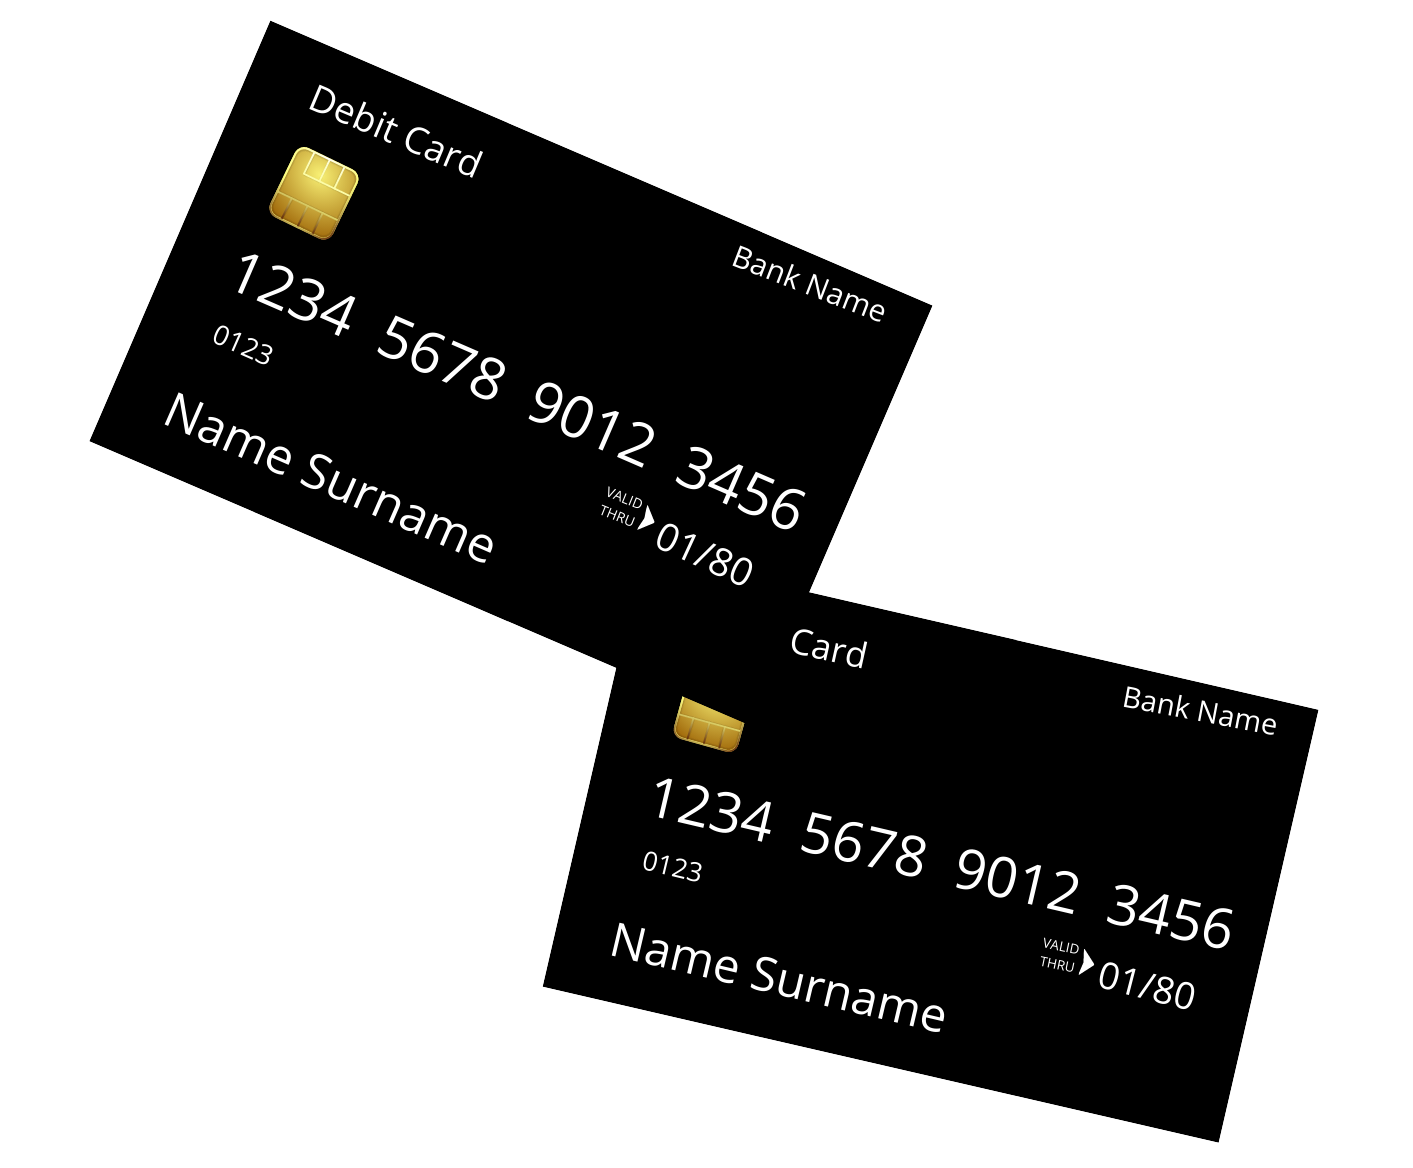 Debit Card
Bank Name
1234 5678 9012 3456
0123
VALID
THRU
01/80
Name Surname
Card
Bank Name
1234 5678 9012 3456
0123
VALID
THRU
01/80
Name Surname